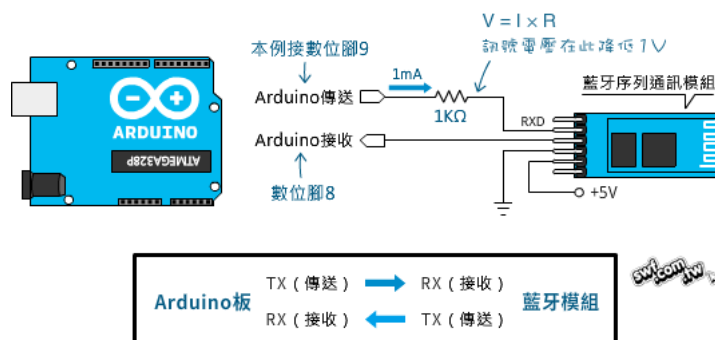 V = I × R
訊號電壓在此降低1V
本例接數位腳9
1mA
Arduino傳送
1KΩ
藍牙序列通訊模組
RXD
Arduino接收
數位腳8
+5V
ARDUINO
ATMEGA328P
swf.com.tw
Arduino板
TX（傳送） RX（接收）
RX（接收） TX（傳送）
藍牙模組